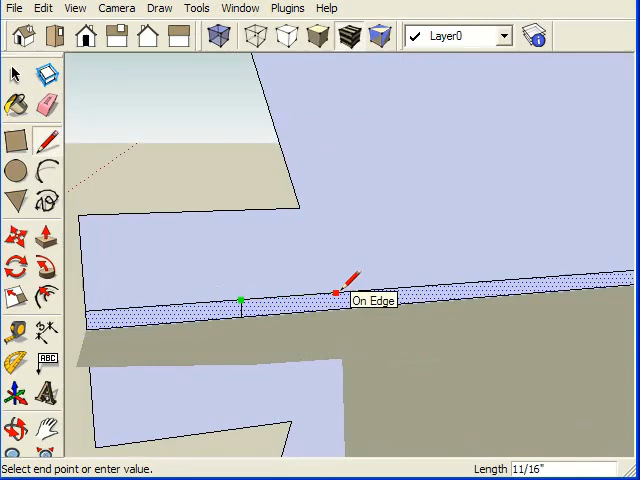 File Edit View Camera Draw Tools Window Plugins Help
Layer0
On Edge
ABC
A
Select end point or enter value. Length 11/16"